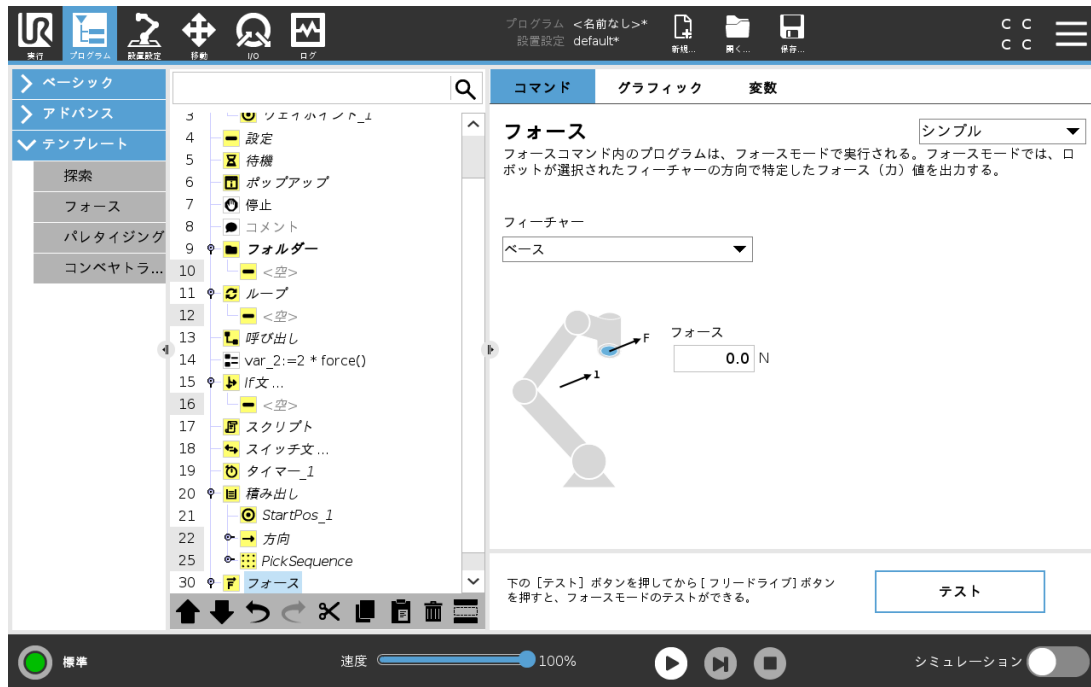 プログラム <名前なし>*
設置設定 default*
UR
実行
プログラム
設置設定
移動
I/O
ログ
新規...
開く...
保存...
C C
C C
ベーシック
アドバンス
テンプレート
探索
フォース
パレタイジング
コンベヤトラ...
3 ウェイポイント_1
4 設定
5 待機
6 ポップアップ
7 停止
8 コメント
9 フォルダー
10 <空>
11 ループ
12 <空>
13 呼び出し
14 var_2:=2 * force()
15 If文 ...
16 <空>
17 スクリプト
18 スイッチ文 ...
19 タイマー_1
20 積み出し
21 StartPos_1
22 方向
25 PickSequence
30 フォース
コマンド グラフィック 変数
フォース
シンプル
フォースコマンド内のプログラムは、フォースモードで実行される。フォースモードでは、ロ
ボットが選択されたフィーチャーの方向で特定したフォース（力）値を出力する。
フィーチャー
ベース
F
1
フォース
0.0 N
下の［テスト］ボタンを押してから[フリードライブ]ボタン
を押すと、フォースモードのテストができる。
テスト
標準
速度 100%
シミュレーション